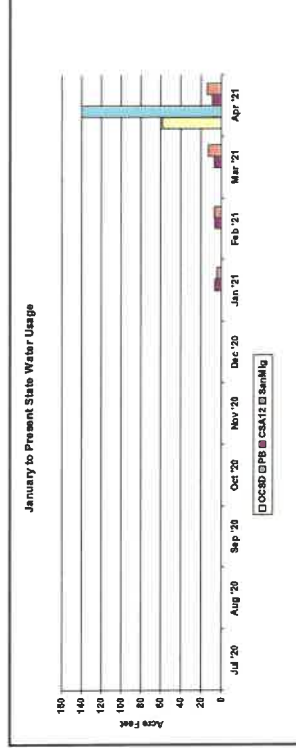 January to Present State Water Usage
Acre Feet
160
140
120
100
80
60
40
20
0
Jul '20 Aug '20 Sep '20 Oct '20 Nov '20 Dec '20 Jan '21 Feb '21 Mar '21 Apr '21
OCSD PB CSA12 SanMig